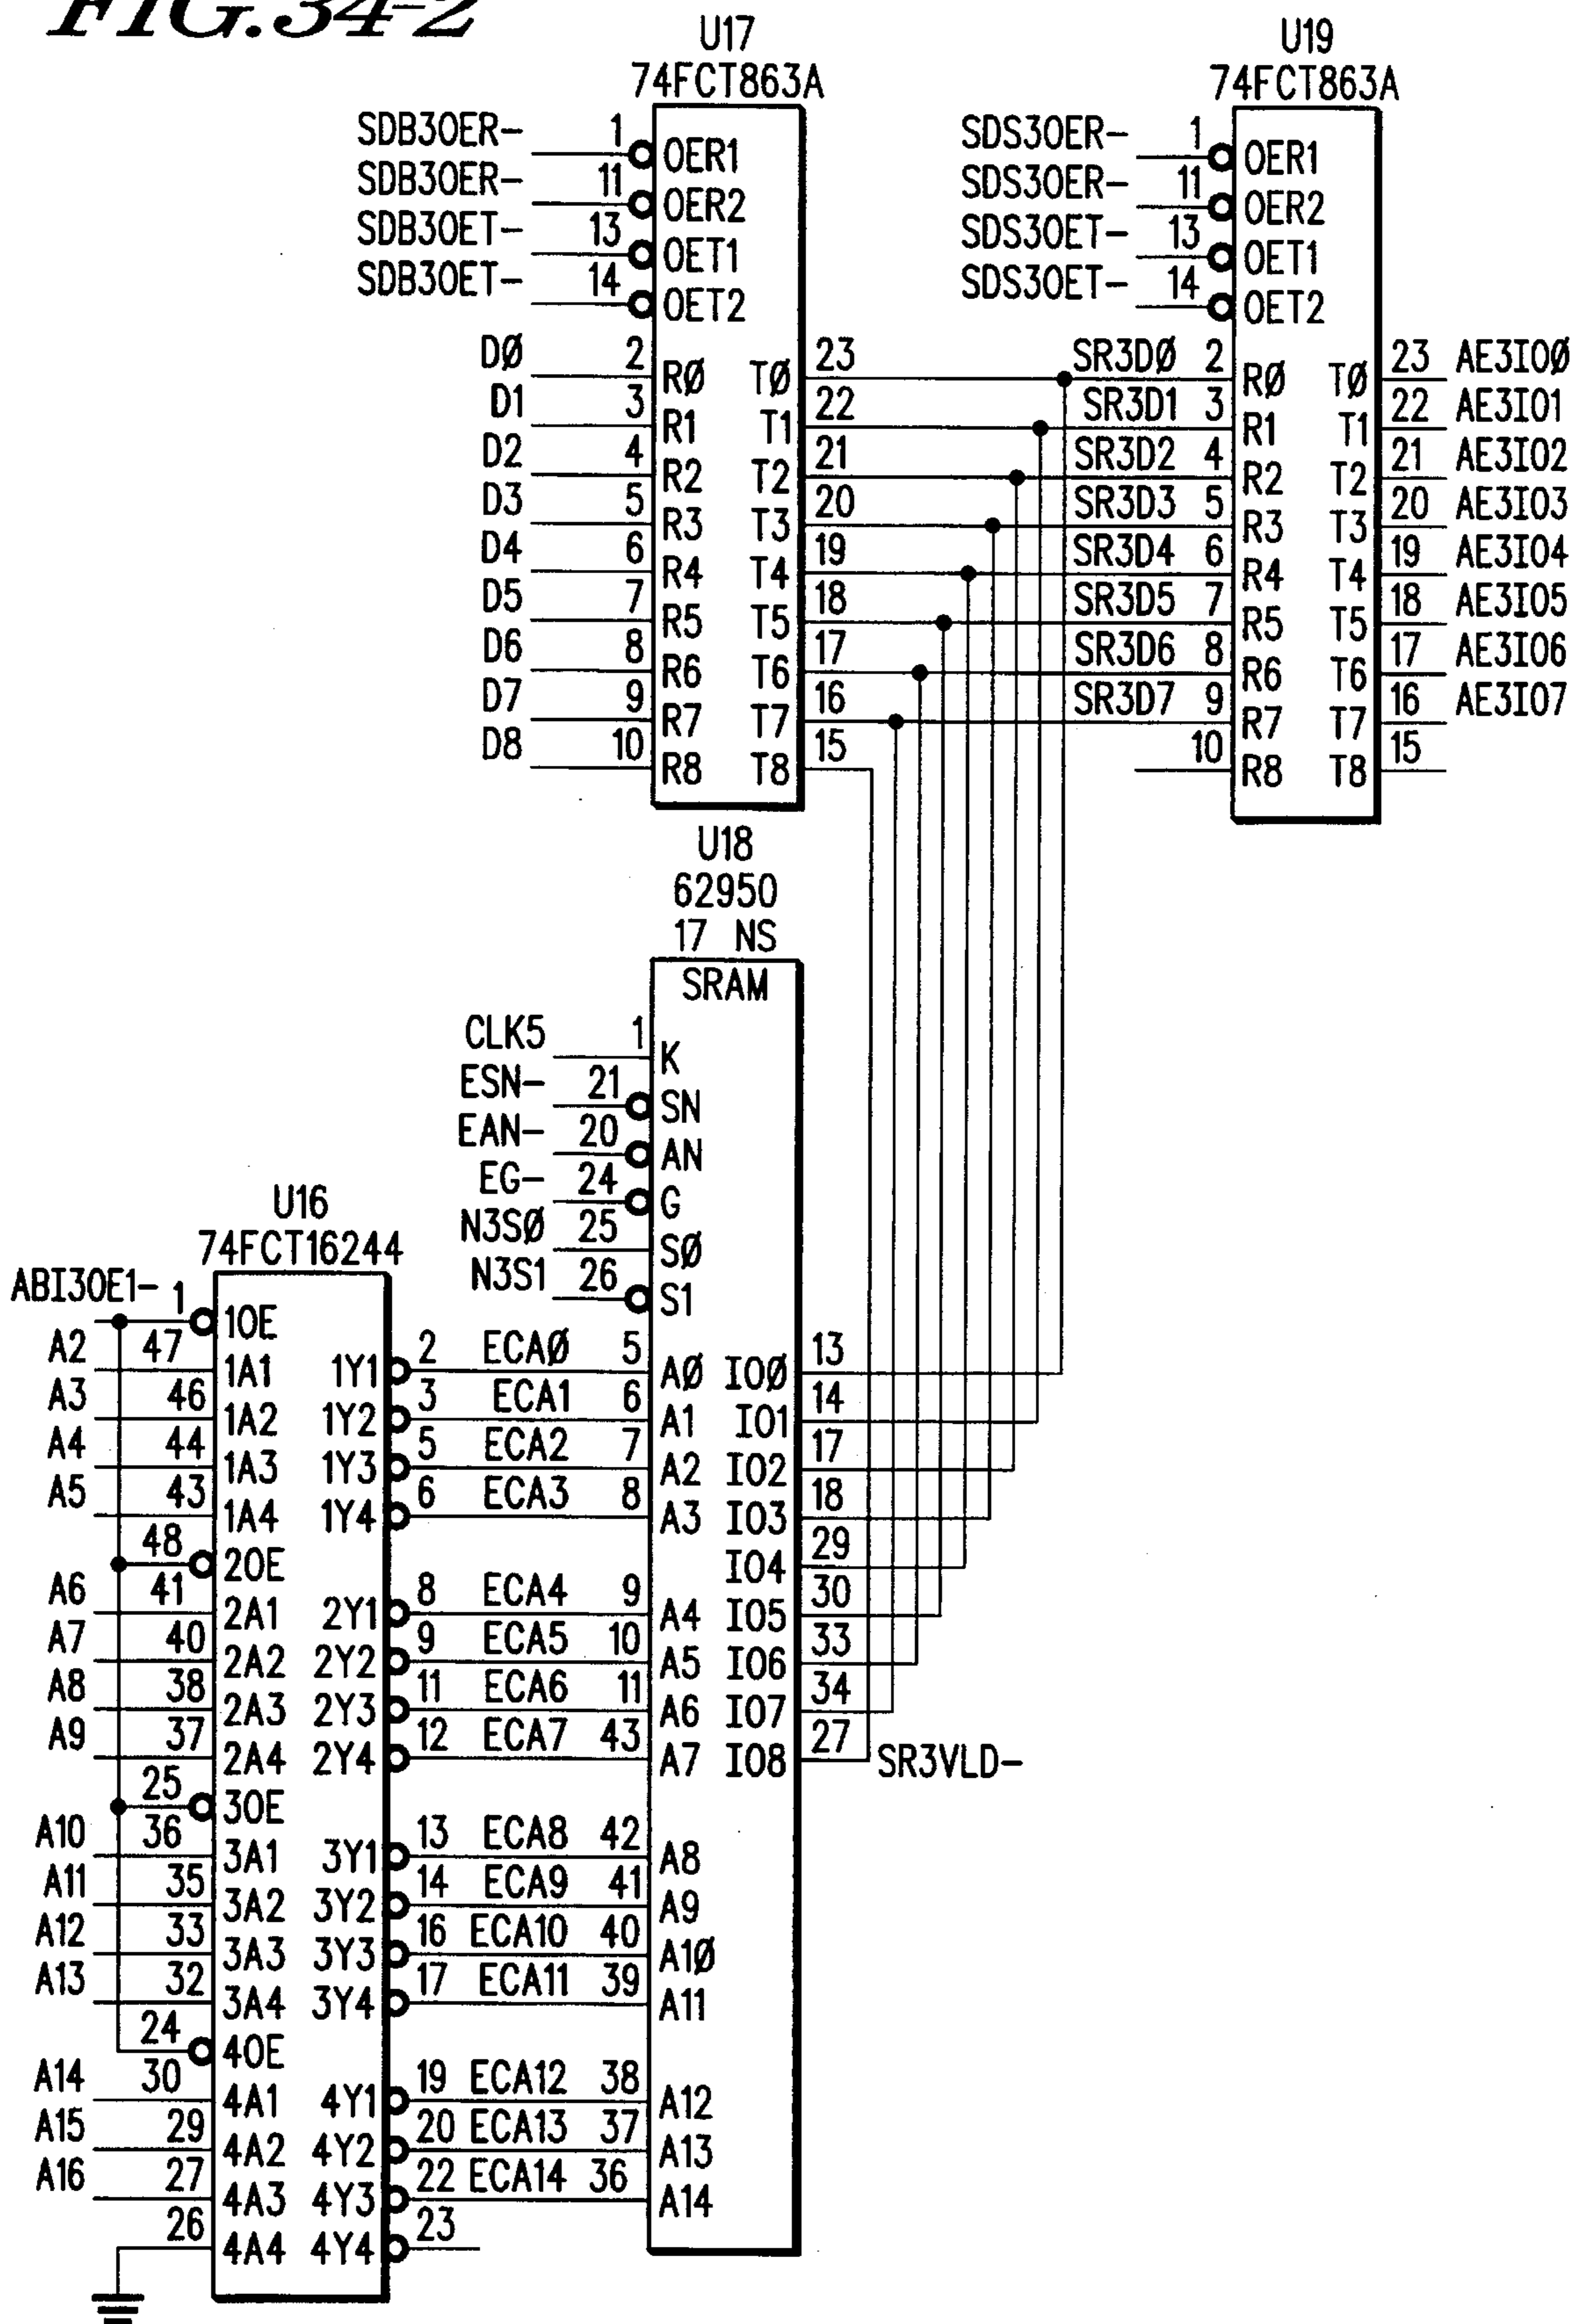 FIG.34-2
U17
74FCT863A
SDB3OER- 1 OER1
SDB3OER- 11 OER2
SDB3OET- 13 OET1
SDB3OET- 14 OET2
DØ 2 RØ TØ 23
D1 3 R1 T1 22
D2 4 R2 T2 21
D3 5 R3 T3 20
D4 6 R4 T4 19
D5 7 R5 T5 18
D6 8 R6 T6 17
D7 9 R7 T7 16
D8 10 R8 T8 15
U19
74FCT863A
SDS3OER- 1 OER1
SDS3OER- 11 OER2
SDS3OET- 13 OET1
SDS3OET- 14 OET2
SR3DØ 2 RØ TØ 23 AE3IOØ
SR3D1 3 R1 T1 22 AE3IO1
SR3D2 4 R2 T2 21 AE3IO2
SR3D3 5 R3 T3 20 AE3IO3
SR3D4 6 R4 T4 19 AE3IO4
SR3D5 7 R5 T5 18 AE3IO5
SR3D6 8 R6 T6 17 AE3IO6
SR3D7 9 R7 T7 16 AE3IO7
10 R8 T8 15
U18
62950
17 NS
SRAM
CLK5 1 K
ESN- 21 SN
EAN- 20 AN
EG- 24 G
N3SØ 25 SØ
N3S1 26 S1
ECAØ 5 AØ IOØ 13
ECA1 6 A1 IO1 14
ECA2 7 A2 IO2 17
ECA3 8 A3 IO3 18
IO4 29
ECA4 9 A4 IO5 30
ECA5 10 A5 IO6 33
ECA6 11 A6 IO7 34
ECA7 43 A7 IO8 27 SR3VLD-
ECA8 42 A8
ECA9 41 A9
ECA10 40 A1Ø
ECA11 39 A11
ECA12 38 A12
ECA13 37 A13
ECA14 36 A14
U16
74FCT16244
ABI3OE1- 1 1OE
A2 47 1A1 1Y1 2
A3 46 1A2 1Y2 3
A4 44 1A3 1Y3 5
A5 43 1A4 1Y4 6
48 2OE
A6 41 2A1 2Y1 8
A7 40 2A2 2Y2 9
A8 38 2A3 2Y3 11
A9 37 2A4 2Y4 12
25 3OE
A10 36 3A1 3Y1 13
A11 35 3A2 3Y2 14
A12 33 3A3 3Y3 16
A13 32 3A4 3Y4 17
24 4OE
A14 30 4A1 4Y1 19
A15 29 4A2 4Y2 20
A16 27 4A3 4Y3 22
26 4A4 4Y4 23